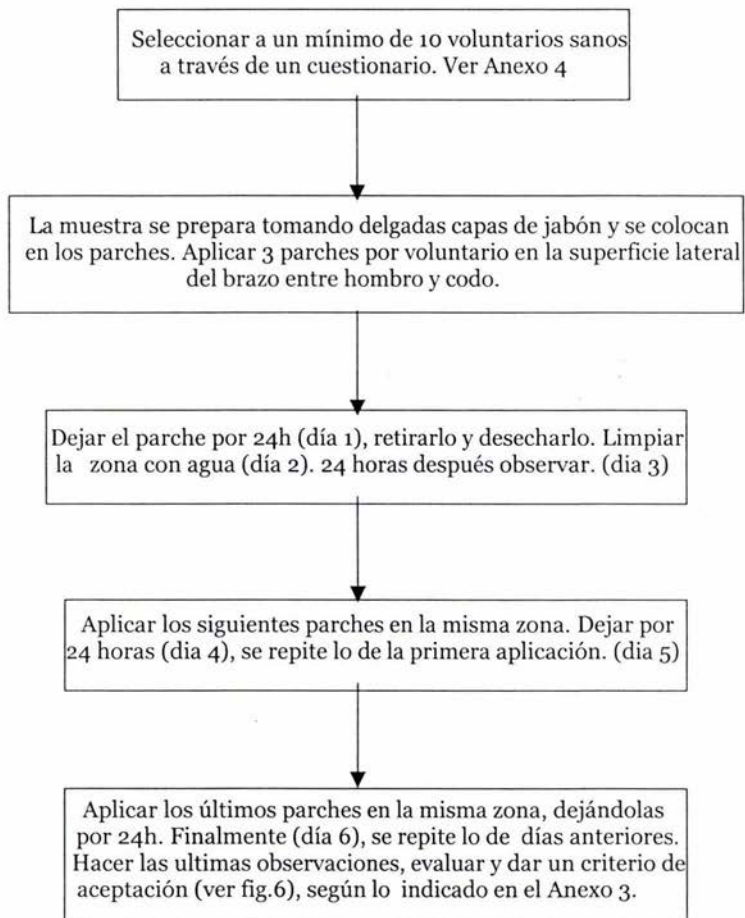 Seleccionar a un mínimo de 10 voluntarios sanos
a través de un cuestionario. Ver Anexo 4
La muestra se prepara tomando delgadas capas de jabón y se colocan
en los parches. Aplicar 3 parches por voluntario en la superficie lateral
del brazo entre hombro y codo.
Dejar el parche por 24h (día 1), retirarlo y desecharlo. Limpiar
la zona con agua (día 2). 24 horas después observar. (dia 3)
Aplicar los siguientes parches en la misma zona. Dejar por
24 horas (dia 4), se repite lo de la primera aplicación. (dia 5)
Aplicar los últimos parches en la misma zona, dejándolas
por 24h. Finalmente (día 6), se repite lo de días anteriores.
Hacer las ultimas observaciones, evaluar y dar un criterio de
aceptación (ver fig.6), según lo indicado en el Anexo 3.